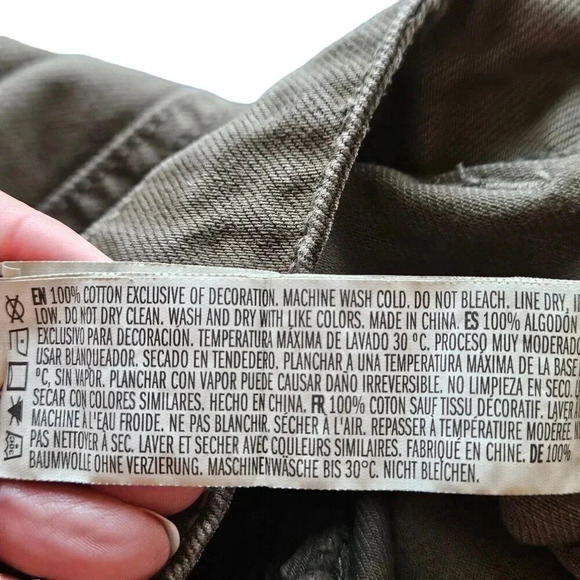 EN 100% COTTON EXCLUSIVE OF DECORATION. MACHINE WASH COLD. DO NOT BLEACH. LINE DRY,
LOW. DO NOT DRY CLEAN. WASH AND DRY WITH LIKE COLORS. MADE IN CHINA. ES 100% ALGODÓN
EXCLUSIVO PARA DECORACIÓN. TEMPERATURA MÁXIMA DE LAVADO 30 °C. PROCESO MUY MODERADO
USAR BLANQUEADOR. SECADO EN TENDEDERO. PLANCHAR A UNA TEMPERATURA MÁXIMA DE LA BASE
°C, SIN VAPOR. PLANCHAR CON VAPOR PUEDE CAUSAR DAÑO IRREVERSIBLE. NO LIMPIEZA EN SECO.
SECAR CON COLORES SIMILARES. HECHO EN CHINA. FR 100% COTON SAUF TISSU DÉCORATIF. LAVER
MACHINE À L'EAU FROIDE. NE PAS BLANCHIR. SÉCHER À L'AIR. REPASSER À TEMPÉRATURE MODÉRÉE.
PAS NETTOYER À SEC. LAVER ET SÉCHER AVEC COULEURS SIMILAIRES. FABRIQUÉ EN CHINE. DE 100%
BAUMWOLLE OHNE VERZIERUNG. MASCHINENWÄSCHE BIS 30°C. NICHT BLEICHEN.